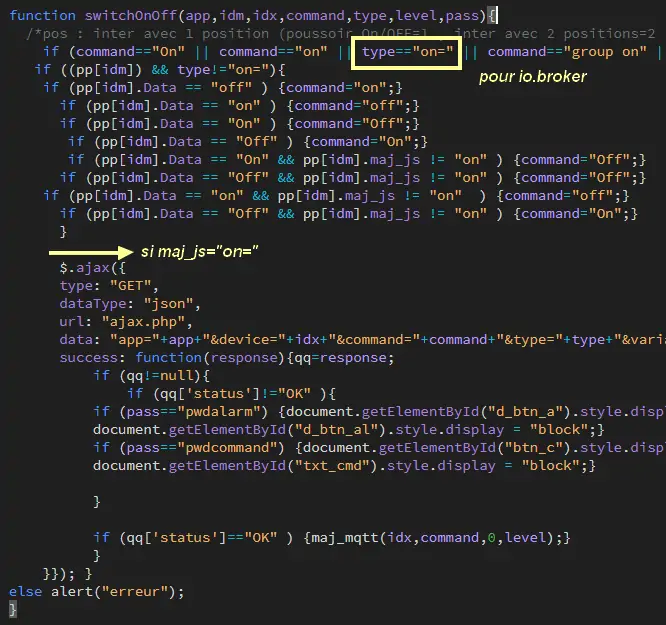 function switchOnOff(app,idm,idx,command,type,level,pass){
/*pos : inter avec 1 position (poussoir On/OFF=1 , inter avec 2 positions=2
if (command=="On" || command=="on" || type=="on=" || command=="group on" |
pour io.broker
if ((pp[idm]) && type!="on="){
if (pp[idm].Data == "off" ) {command="on";}
if (pp[idm].Data == "on" ) {command="off";}
if (pp[idm].Data == "On" ) {command="Off";}
if (pp[idm].Data == "Off" ) {command="On";}
if (pp[idm].Data == "On" && pp[idm].maj_js != "on" ) {command="Off";}
if (pp[idm].Data == "Off" && pp[idm].maj_js != "on" ) {command="Off";}
if (pp[idm].Data == "on" && pp[idm].maj_js != "on" ) {command="off";}
if (pp[idm].Data == "Off" && pp[idm].maj_js != "on" ) {command="On";}
}
si maj_js="on="
$.ajax({
type: "GET",
dataType: "json",
url: "ajax.php",
data: "app="+app+"&device="+idx+"&command="+command+"&type="+type+"&varia
success: function(response){qq=response;
if (qq!=null){
if (qq['status']!="OK" ){
if (pass=="pwdalarm") {document.getElementById("d_btn_a").style.displ
document.getElementById("d_btn_al").style.display = "block";}
if (pass=="pwdcommand") {document.getElementById("btn_c").style.displ
document.getElementById("txt_cmd").style.display = "block";}
}
if (qq['status']=="OK" ) {maj_mqtt(idx,command,0,level);}
}
}}); }
else alert("erreur");
}